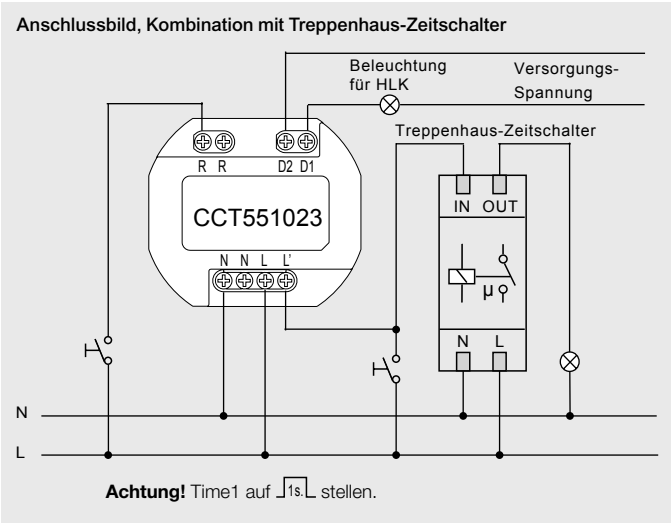 Anschlussbild, Kombination mit Treppenhaus-Zeitschalter
Beleuchtung
für HLK
Versorgungs-
Spannung
Treppenhaus-Zeitschalter
R R
D2 D1
IN OUT
CCT551023
N N L L'
µ
N L
N
L
Achtung! Time1 auf 1s. stellen.